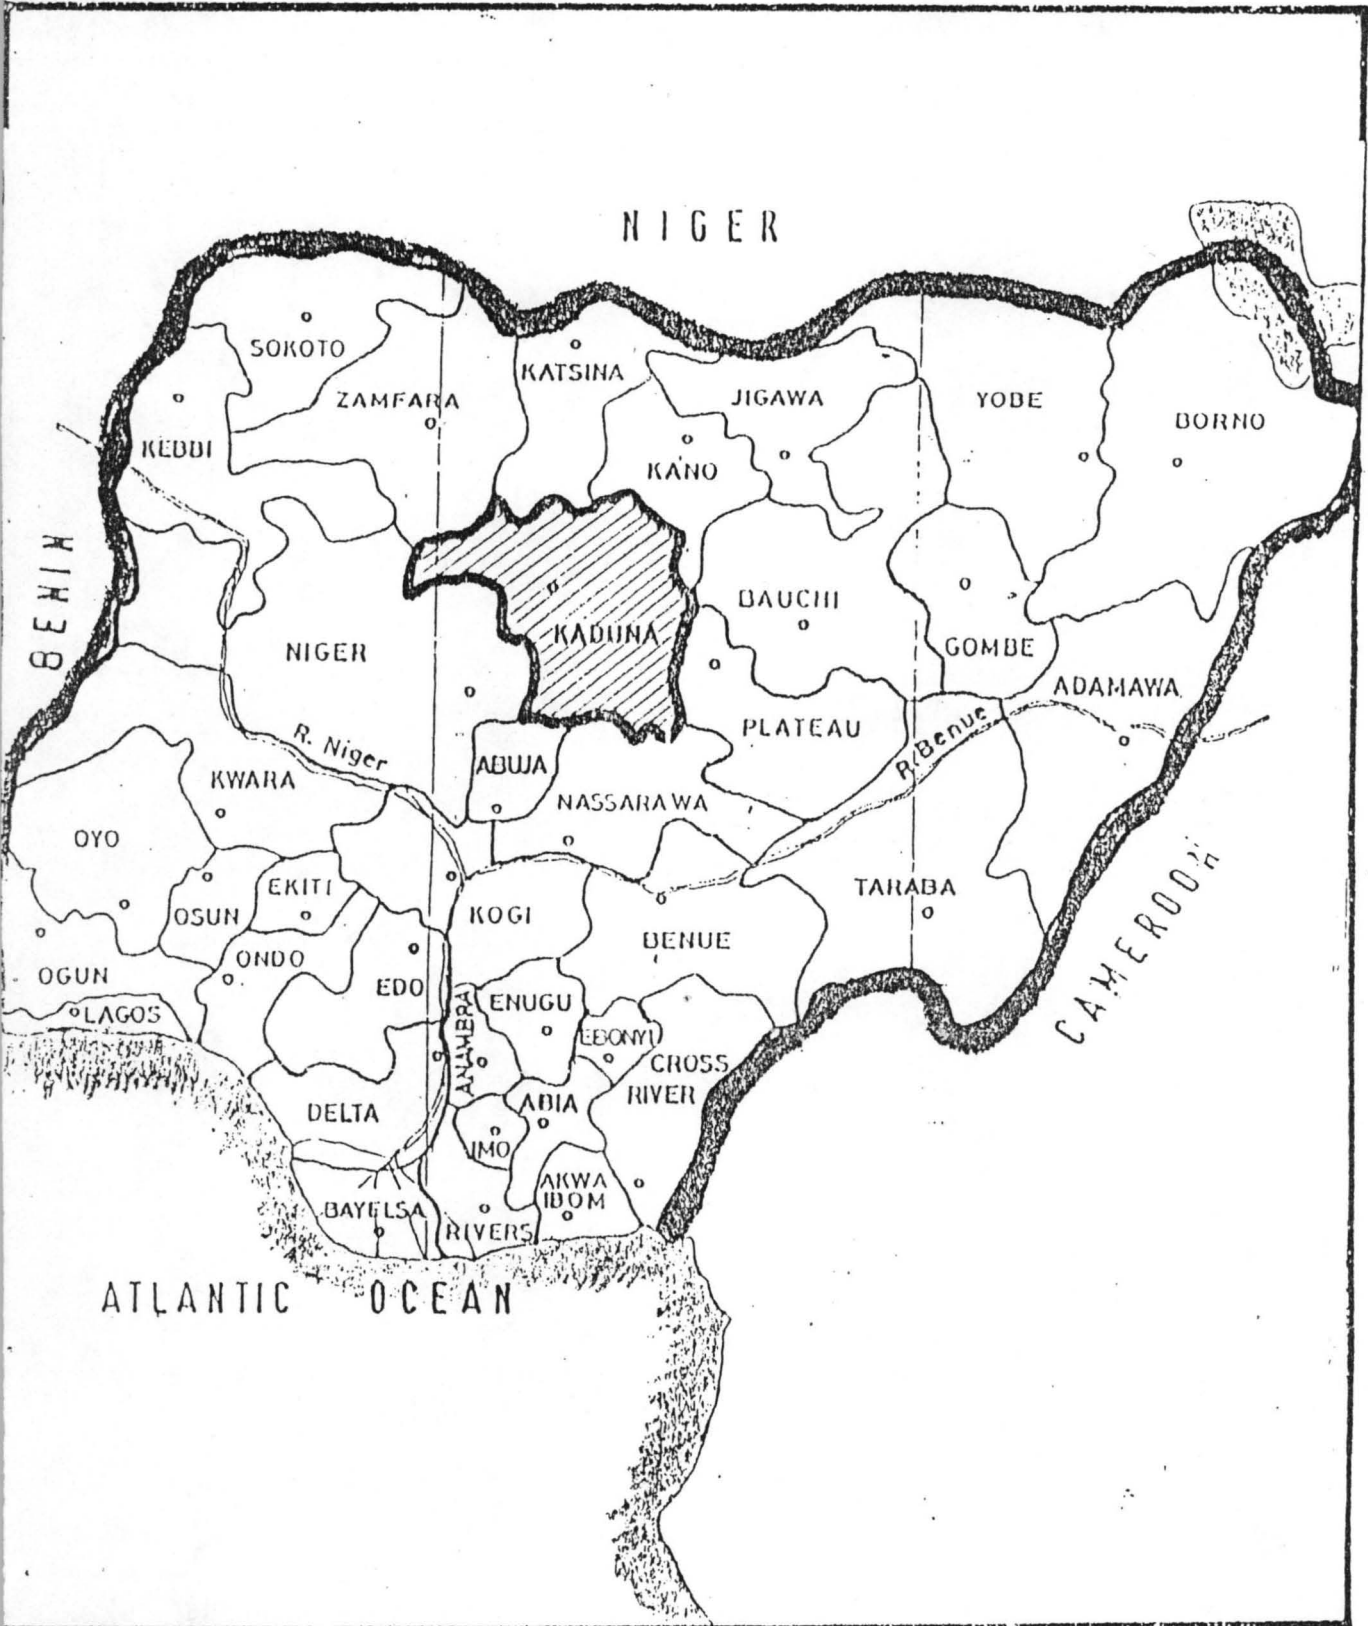 NIGER
SOKOTO
KATSINA
ZAMFARA
JIGAWA
YOBE
BORNO
KEBBI
KANO
BENIN
BAUCHI
KADUNA
NIGER
GOMBE
ADAMAWA
PLATEAU
R. Niger
R. Benue
ABUJA
KWARA
NASSARAWA
OYO
EKITI
TARABA
OSUN
KOGI
BENUE
CAMEROON
ONDO
OGUN
EDO
ENUGU
LAGOS
ANAMBRA
EBONYI
CROSS
RIVER
DELTA
ABIA
IMO
AKWA
IBOM
BAYELSA
RIVERS
ATLANTIC OCEAN